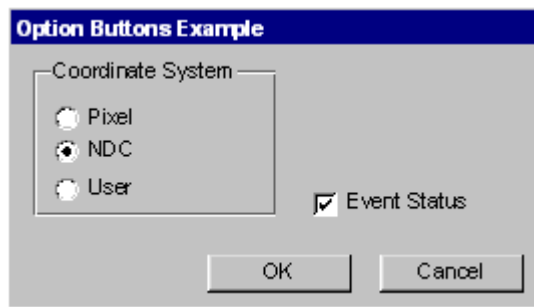 Option Buttons Example
Coordinate System
Pixel
NDC
User
Event Status
OK
Cancel